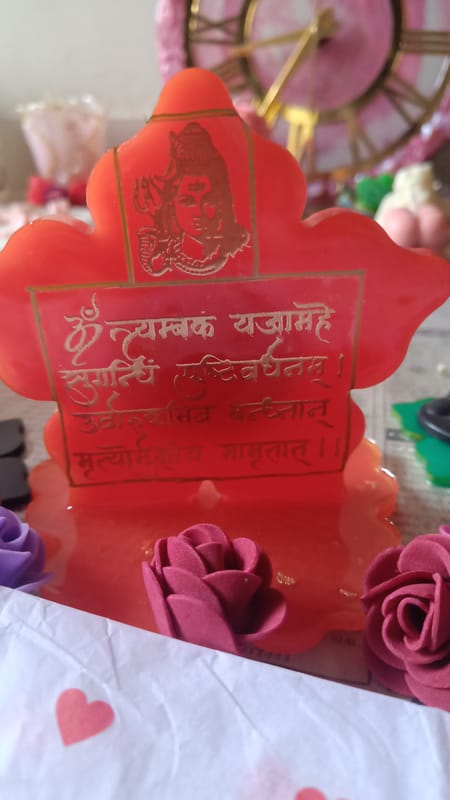 ॐ त्र्यम्बकं यजामहे
सुगन्धिं पुष्टिवर्धनम् ।
उर्वारुकमिव बन्धनान्
मृत्योर्मुक्षीय मामृतात् ।।